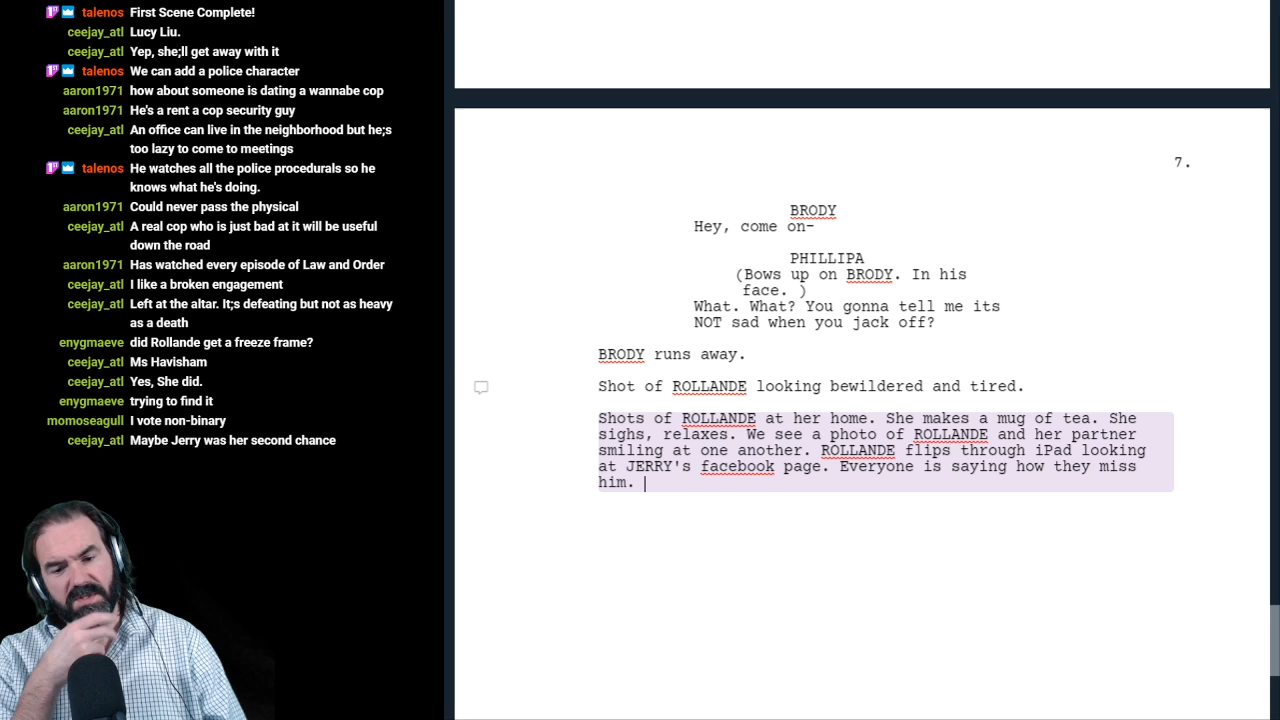 talenos First Scene Complete!
ceejay_atl Lucy Liu.
ceejay_atl Yep, she;ll get away with it
talenos We can add a police character
aaron1971 how about someone is dating a wannabe cop
aaron1971 He's a rent a cop security guy
ceejay_atl An office can live in the neighborhood but he;s
too lazy to come to meetings
talenos He watches all the police procedurals so he
knows what he's doing.
aaron1971 Could never pass the physical
ceejay_atl A real cop who is just bad at it will be useful
down the road
aaron1971 Has watched every episode of Law and Order
ceejay_atl I like a broken engagement
ceejay_atl Left at the altar. It;s defeating but not as heavy
as a death
enygmaeve did Rollande get a freeze frame?
ceejay_atl Ms Havisham
ceejay_atl Yes, She did.
enygmaeve trying to find it
momoseagull I vote non-binary
ceejay_atl Maybe Jerry was her second chance
7.
BRODY
Hey, come on-
PHILLIPA
(Bows up on BRODY. In his
face. )
What. What? You gonna tell me its
NOT sad when you jack off?
BRODY runs away.
Shot of ROLLANDE looking bewildered and tired.
Shots of ROLLANDE at her home. She makes a mug of tea. She
sighs, relaxes. We see a photo of ROLLANDE and her partner
smiling at one another. ROLLANDE flips through iPad looking
at JERRY's facebook page. Everyone is saying how they miss
him.